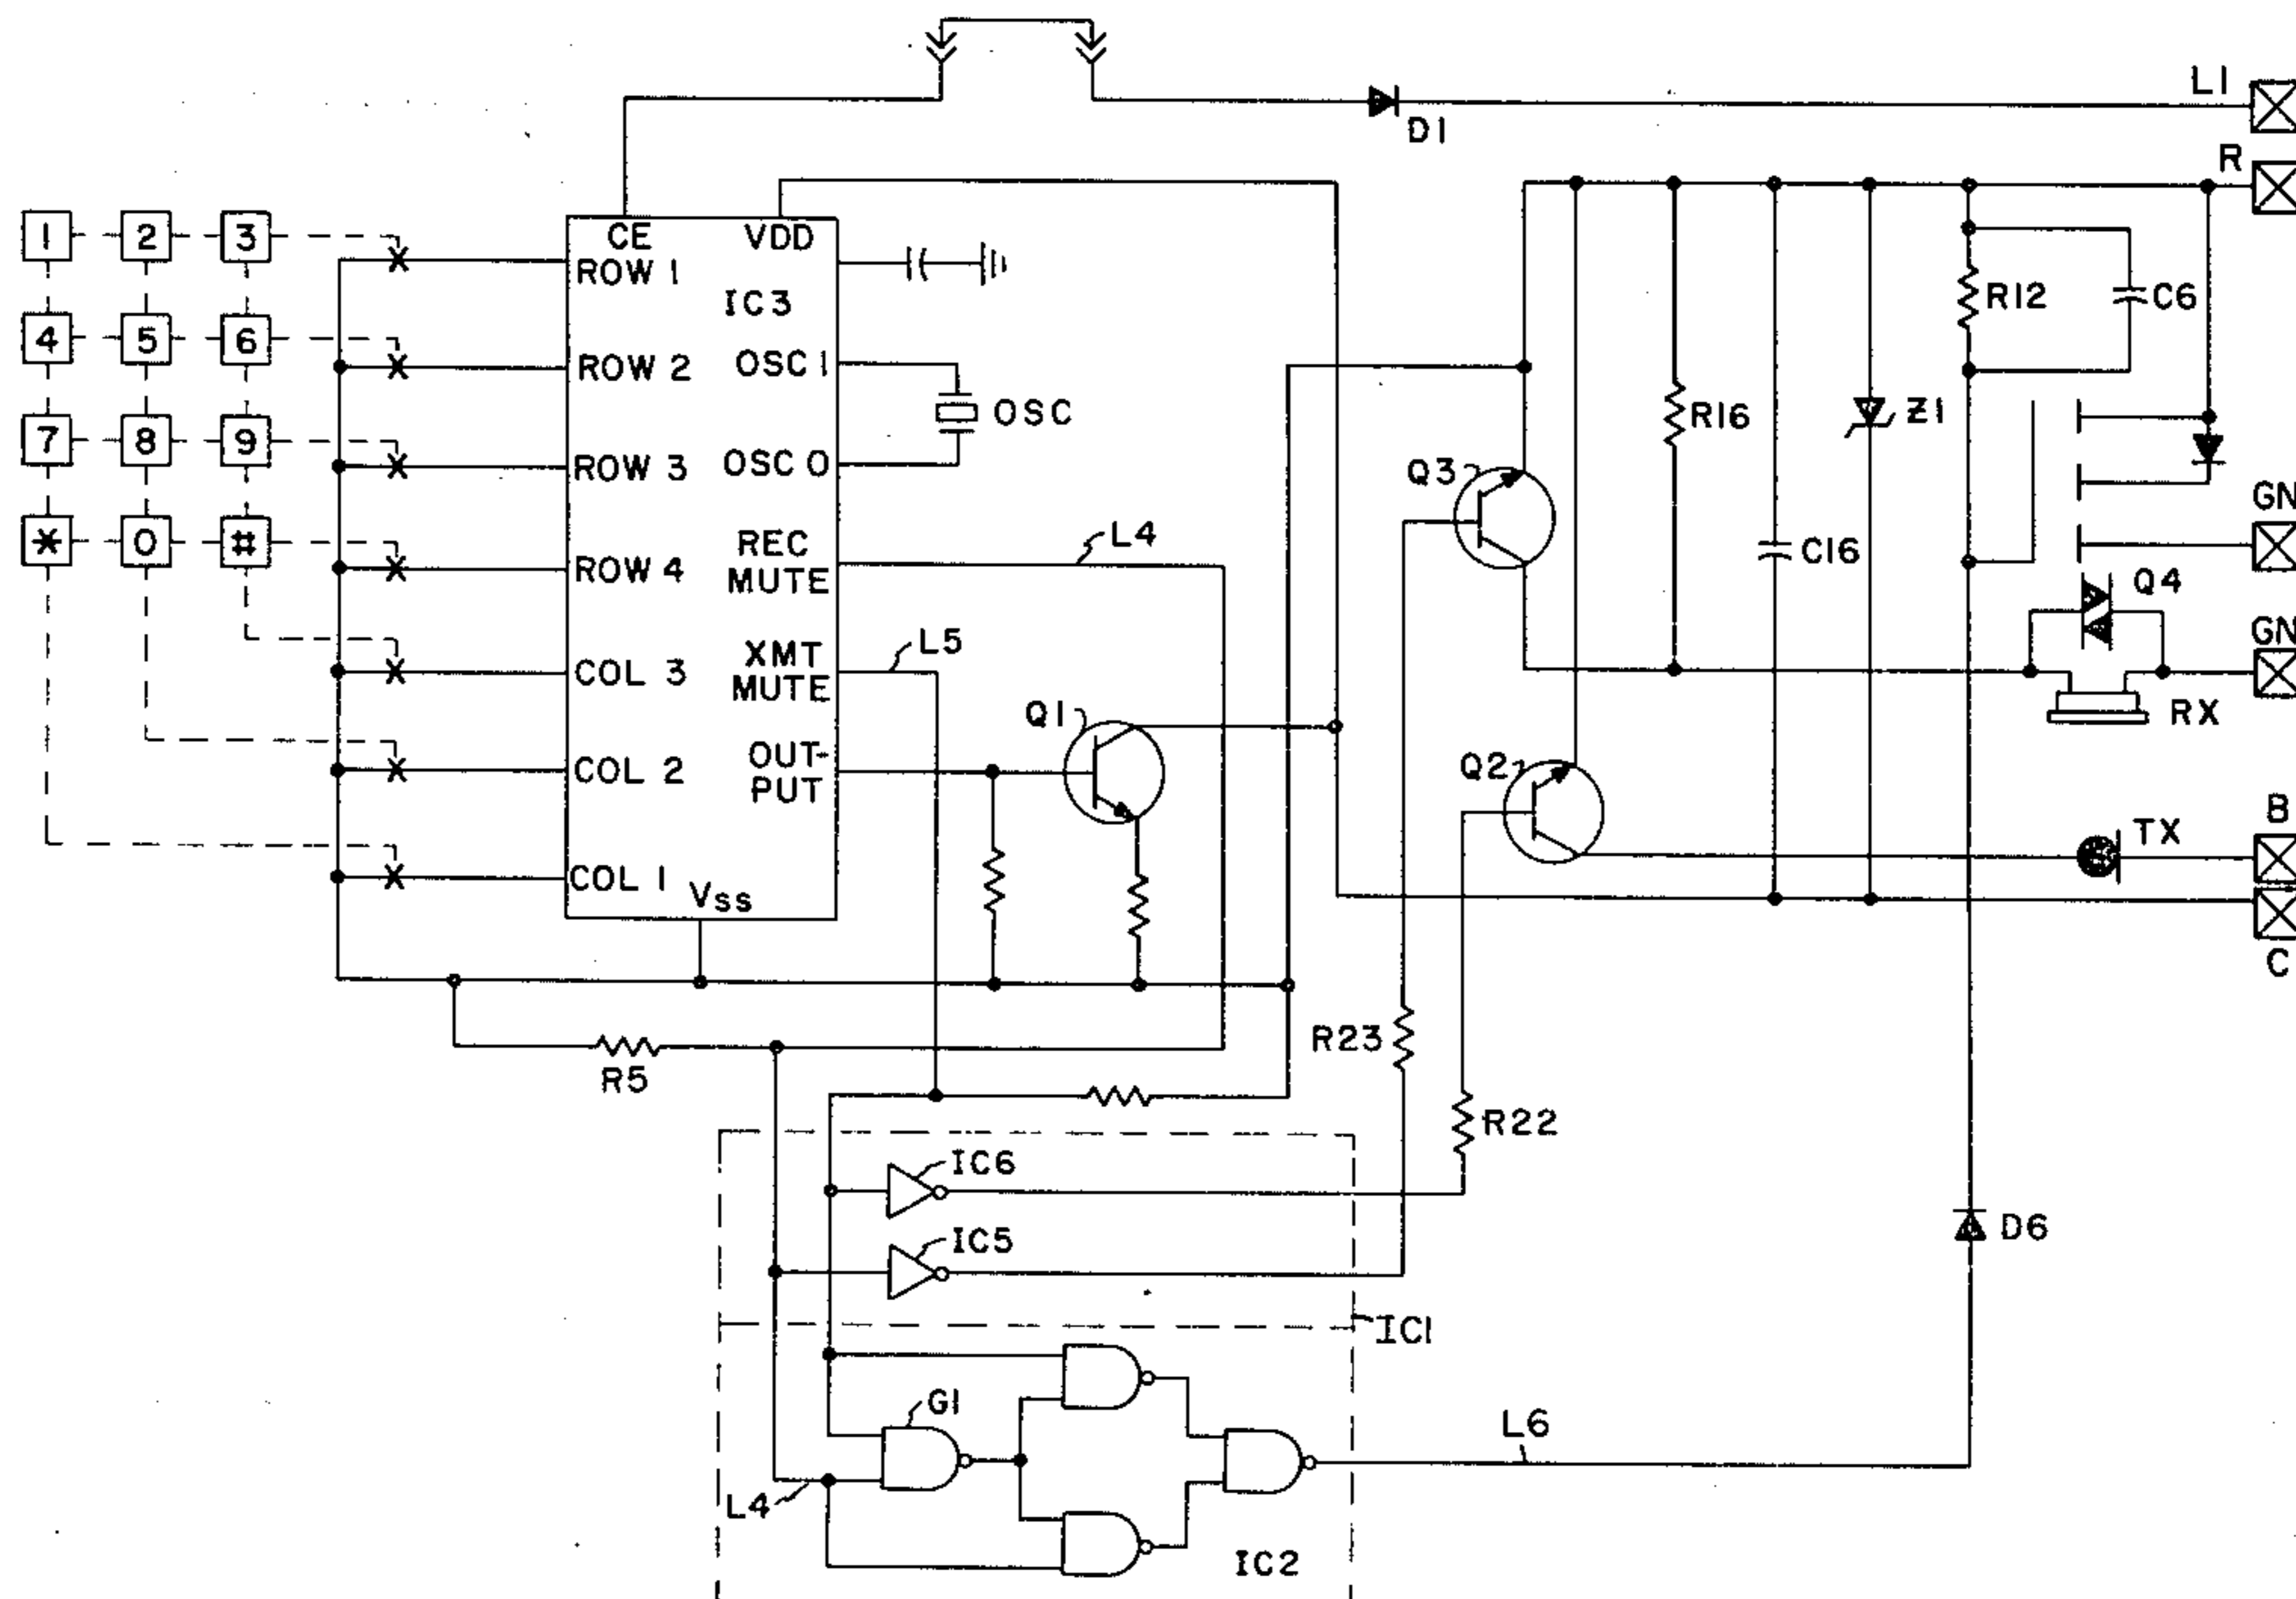 L1
D1
R
1 2 3
CE VDD
ROW 1
IC3
R12 C6
4 5 6
ROW 2 OSC 1
OSC
R16 Z1
7 8 9
ROW 3 OSC O
Q3
GN
* 0 #
ROW 4 REC
MUTE
L4
C16
Q4
GN
COL 3 XMT
MUTE
L5
Q1
RX
COL 2 OUT-
PUT
Q2
B
TX
COL 1 VSS
C
R23
R5
R22
IC6
IC5
D6
IC1
G1
L6
L4
IC2